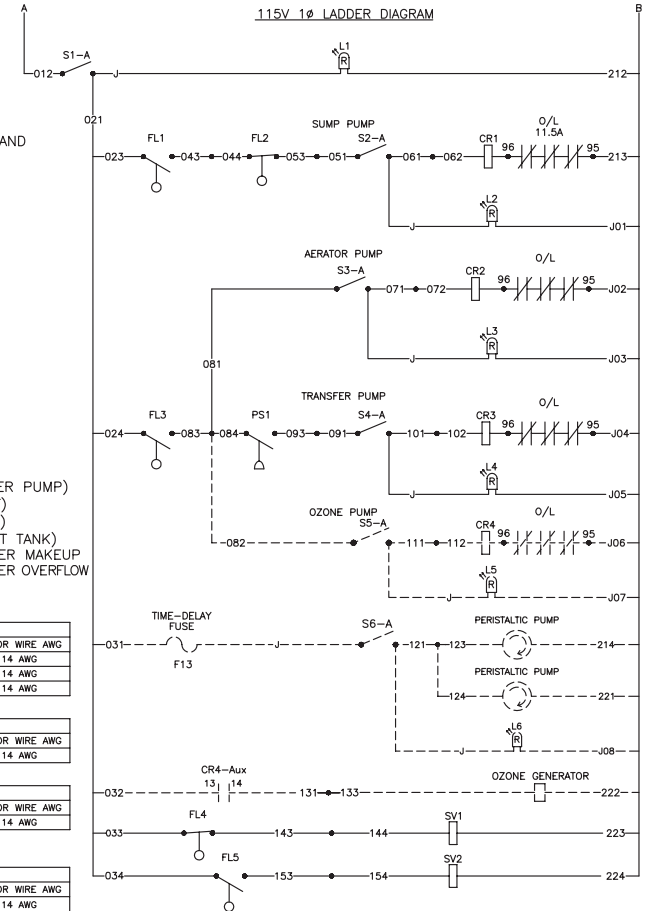 A
115V 1ø LADDER DIAGRAM
B
S1-A
L1
R
012
J
212
021
AND
SUMP PUMP
FL1
FL2
S2-A
CR1
O/L
11.5A
023
043
044
053
051
061
062
96
95
213
L2
R
J
J01
AERATOR PUMP
S3-A
CR2
O/L
071
072
96
95
J02
L3
R
J
J03
081
TRANSFER PUMP
FL3
PS1
S4-A
CR3
O/L
024
083
084
093
091
101
102
96
95
J04
L4
R
J
J05
OZONE PUMP
S5-A
CR4
O/L
082
111
112
96
95
J06
L5
R
J
J07
ER PUMP)
T)
)
T TANK)
ER MAKEUP
ER OVERFLOW
TIME-DELAY
FUSE
S6-A
PERISTALTIC PUMP
031
J
121
123
214
F13
PERISTALTIC PUMP
124
221
L6
R
J
J08
OR WIRE AWG
14 AWG
14 AWG
14 AWG
OR WIRE AWG
14 AWG
CR4-Aux
13
14
OZONE GENERATOR
032
131
133
222
OR WIRE AWG
14 AWG
FL4
SV1
033
143
144
223
FL5
SV2
034
153
154
224
OR WIRE AWG
14 AWG